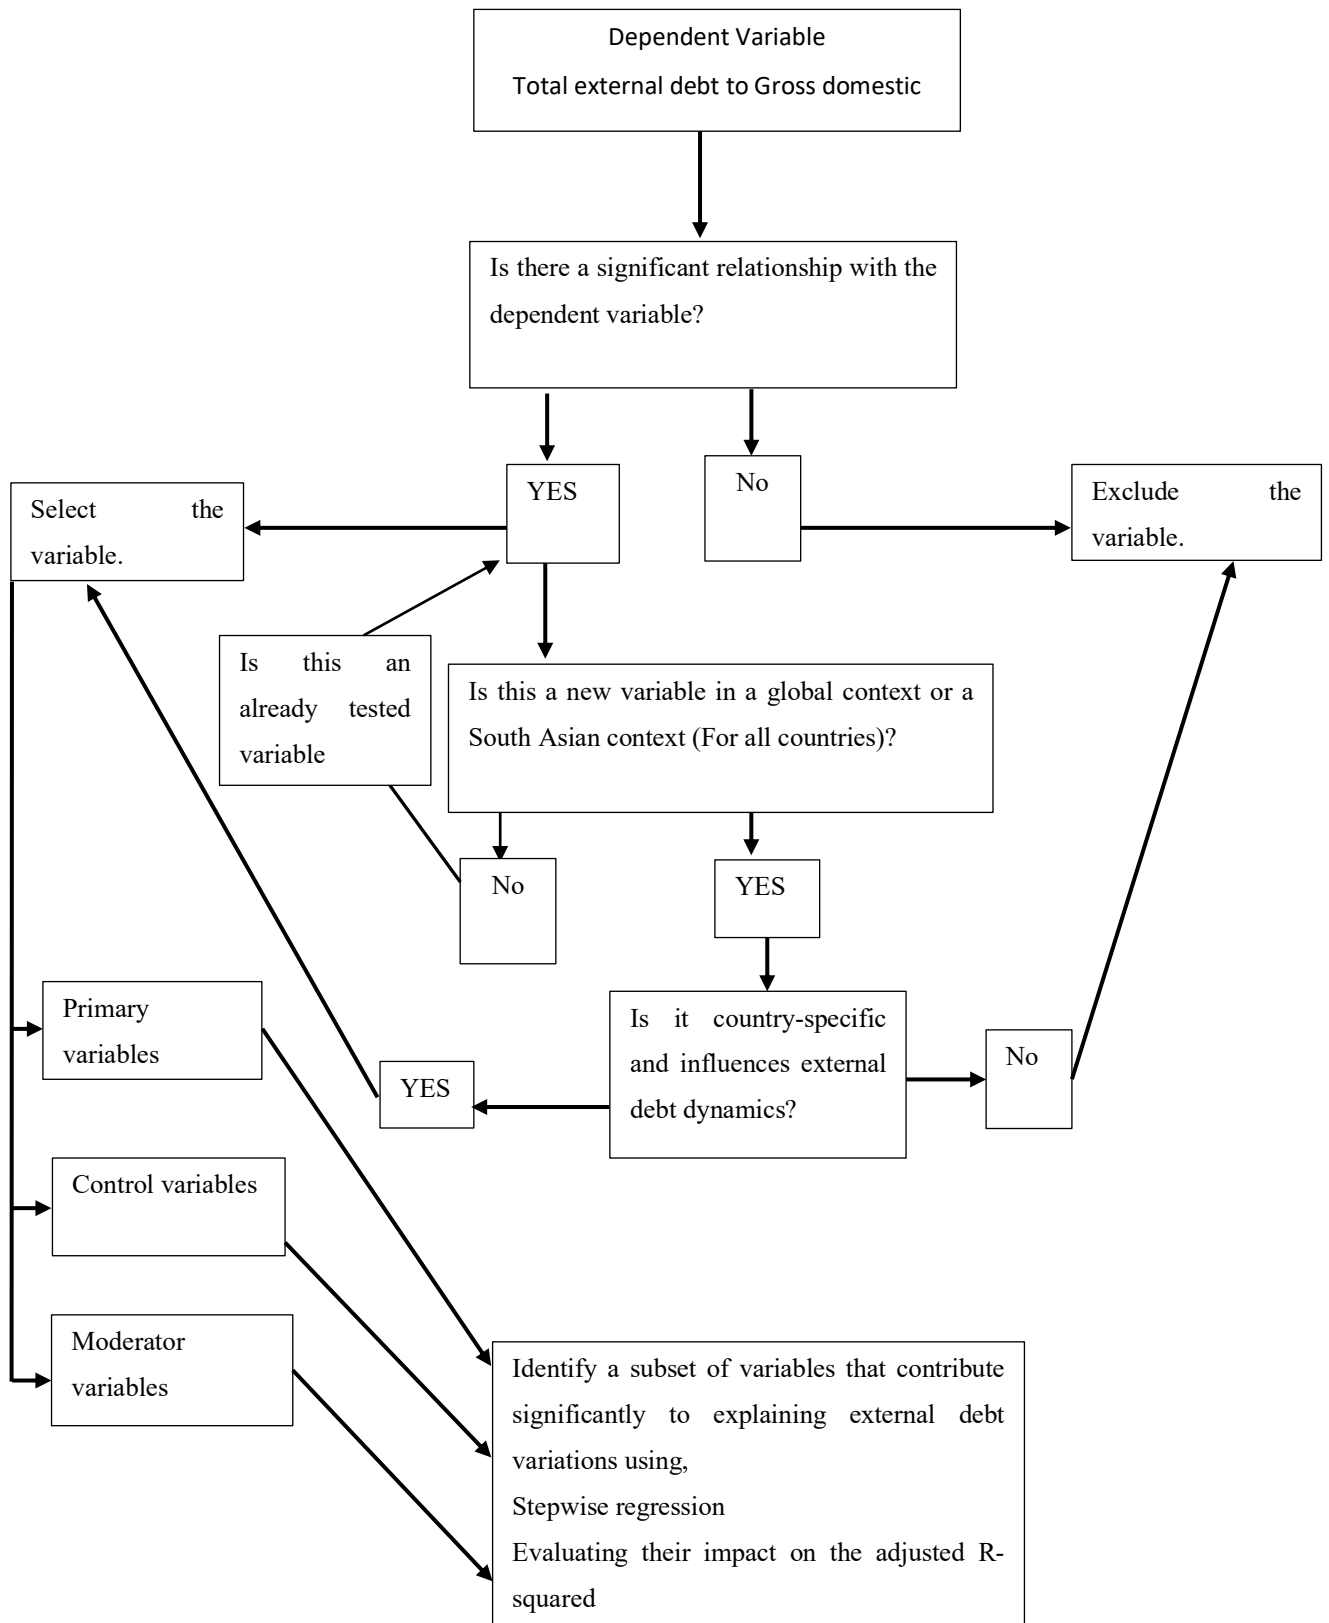 Dependent Variable
Total external debt to Gross domestic
Is there a significant relationship with the
dependent variable?
YES
No
Select the
variable.
Exclude the
variable.
Is this an
already tested
variable
Is this a new variable in a global context or a
South Asian context (For all countries)?
No
YES
Primary
variables
Is it country-specific
and influences external
debt dynamics?
No
YES
Control variables
Moderator
variables
Identify a subset of variables that contribute
significantly to explaining external debt
variations using,
Stepwise regression
Evaluating their impact on the adjusted R-
squared